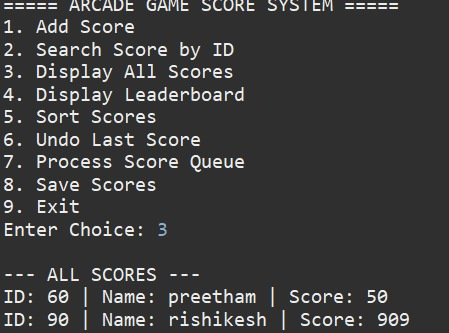 ===== ARCADE GAME SCORE SYSTEM =====
1. Add Score
2. Search Score by ID
3. Display All Scores
4. Display Leaderboard
5. Sort Scores
6. Undo Last Score
7. Process Score Queue
8. Save Scores
9. Exit
Enter Choice: 3

--- ALL SCORES ---
ID: 60 | Name: preetham | Score: 50
ID: 90 | Name: rishikesh | Score: 909